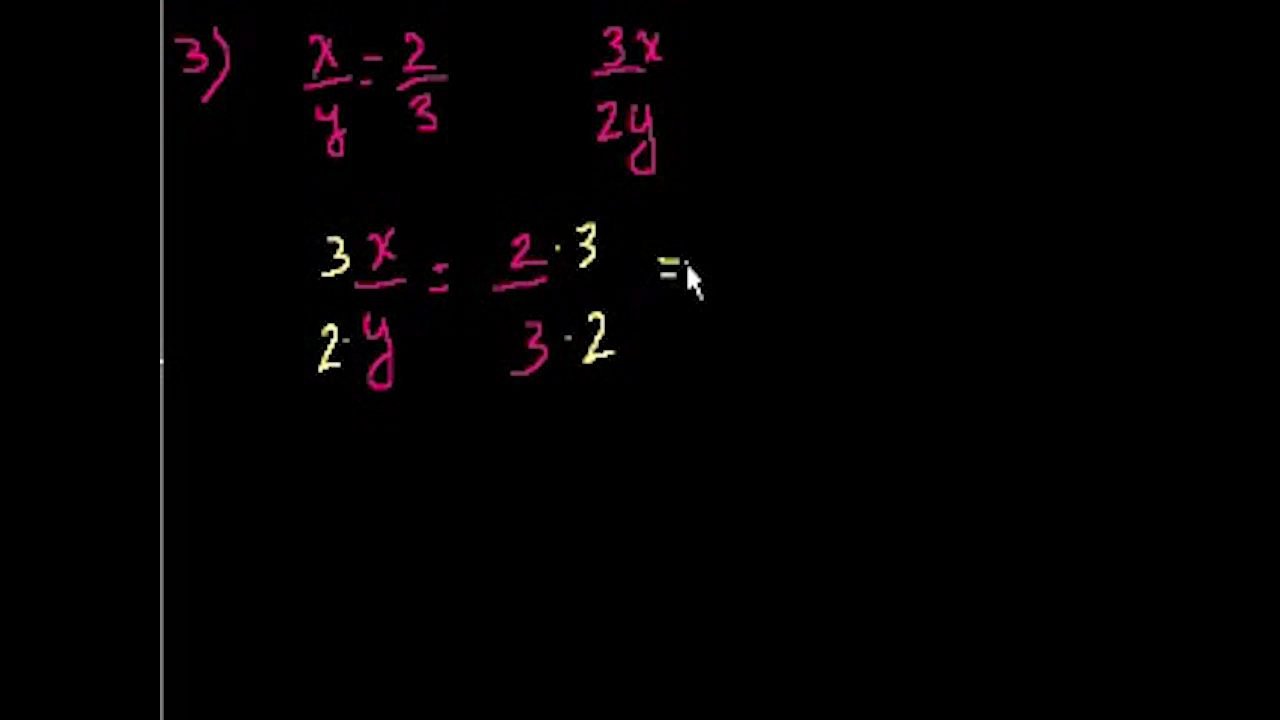 3) x/y = 2/3 3x/2y
3x/2·y = 2·3/3·2 =